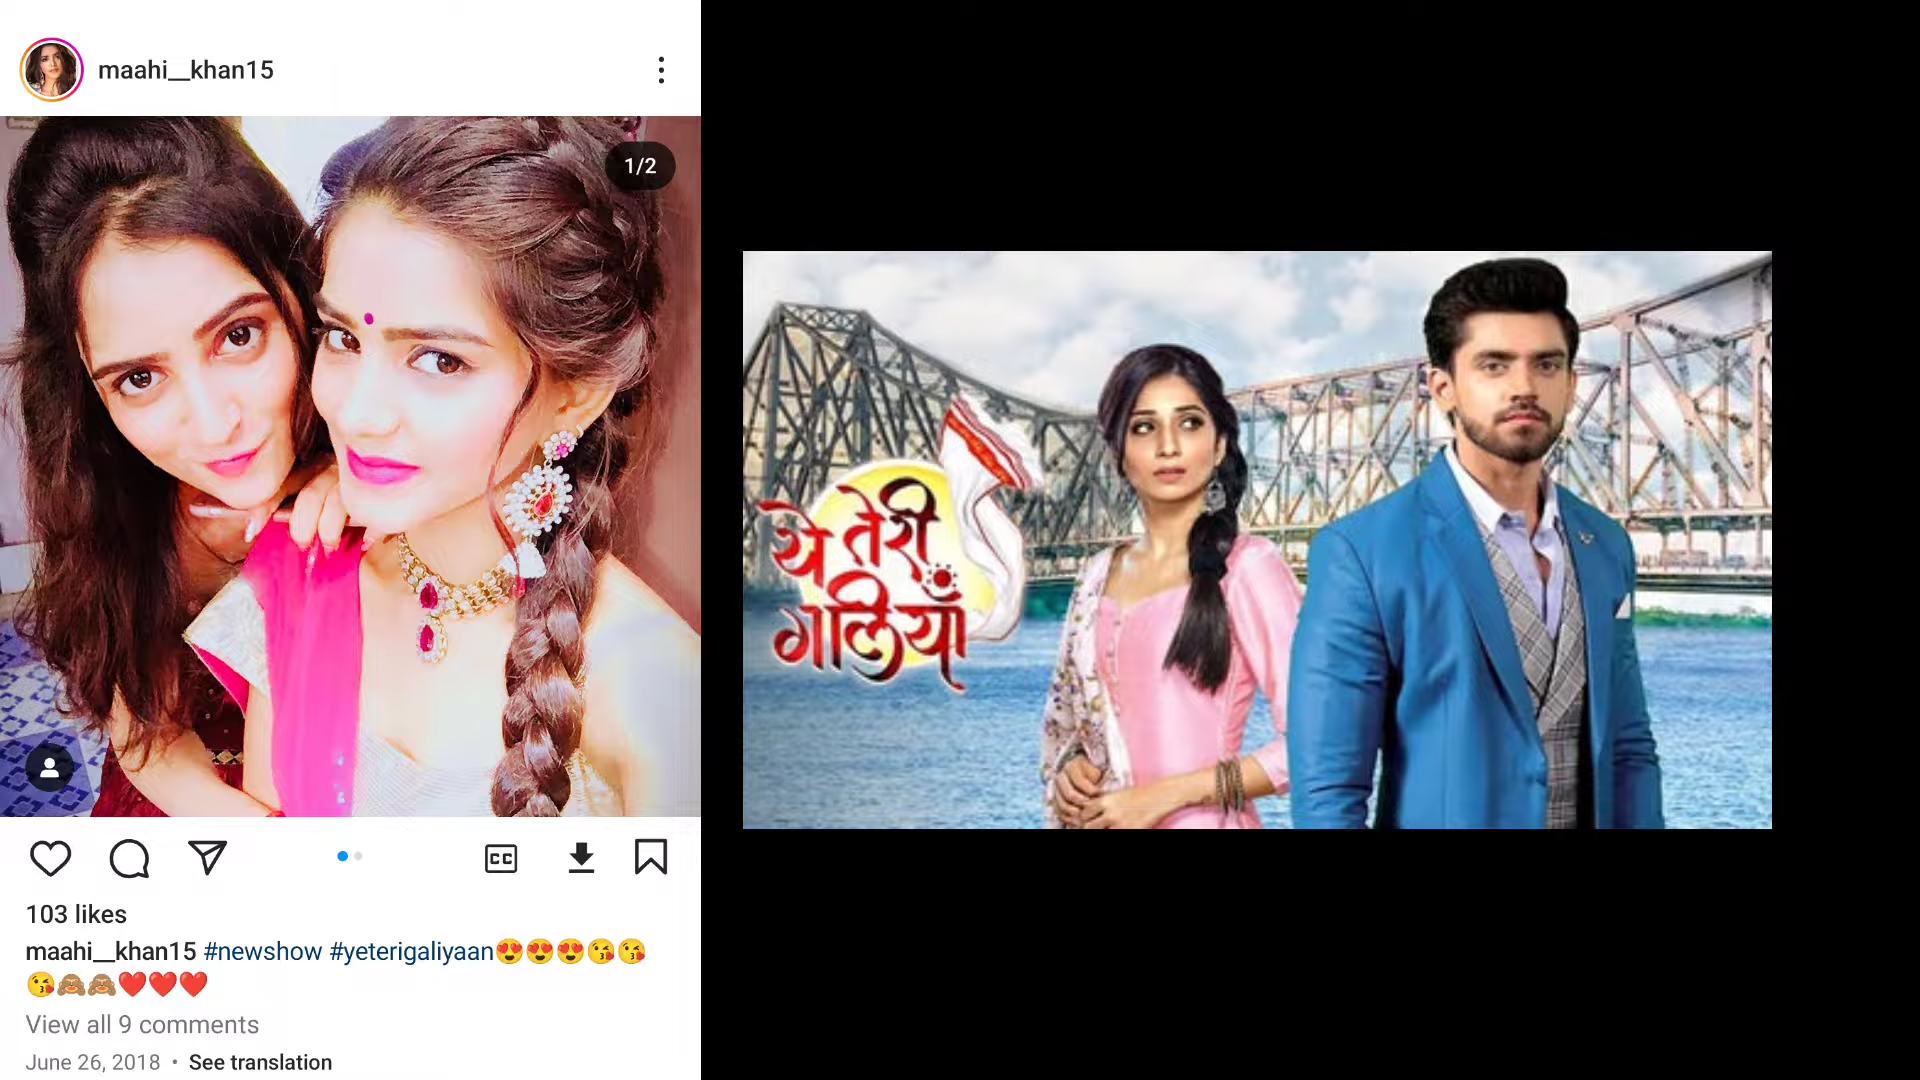 maahi__khan15
1/2
103 likes
maahi__khan15 #newshow #yeterigaliyaan😍😍😍😘😘
😘🙈🙈❤️❤️❤️
View all 9 comments
June 26, 2018 • See translation
ये तेरी
गलियाँ